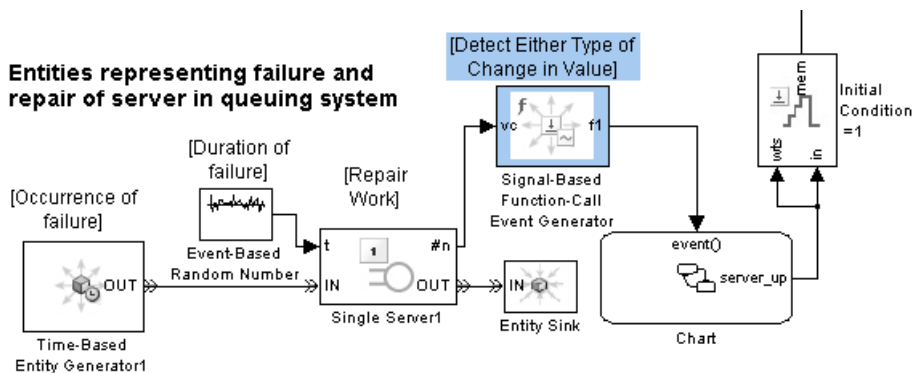 Entities representing failure and
repair of server in queuing system
[Detect Either Type of
Change in Value]
vc
f1
f
Signal-Based
Function-Call
Event Generator
mem
wts
in
Initial
Condition
=1
[Duration of
failure]
Event-Based
Random Number
[Repair
Work]
t
1
#n
IN
OUT
Single Server1
[Occurrence of
failure]
OUT
Time-Based
Entity Generator1
IN
Entity Sink
event()
server_up
Chart